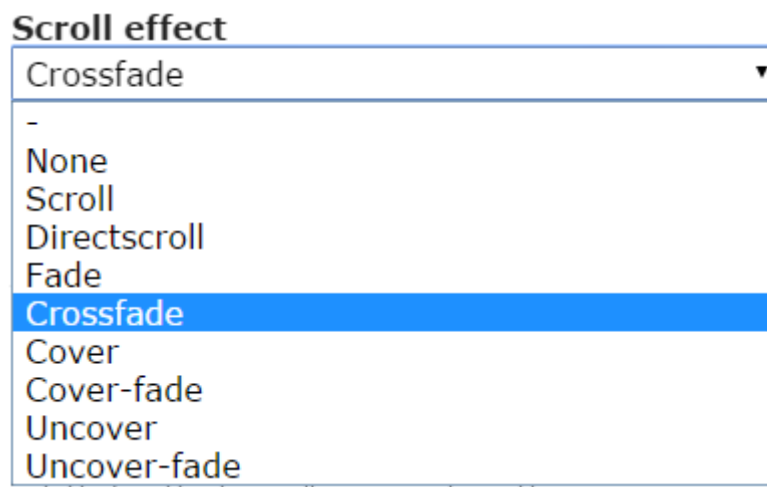 Scroll effect
Crossfade
-
None
Scroll
Directscroll
Fade
Crossfade
Cover
Cover-fade
Uncover
Uncover-fade